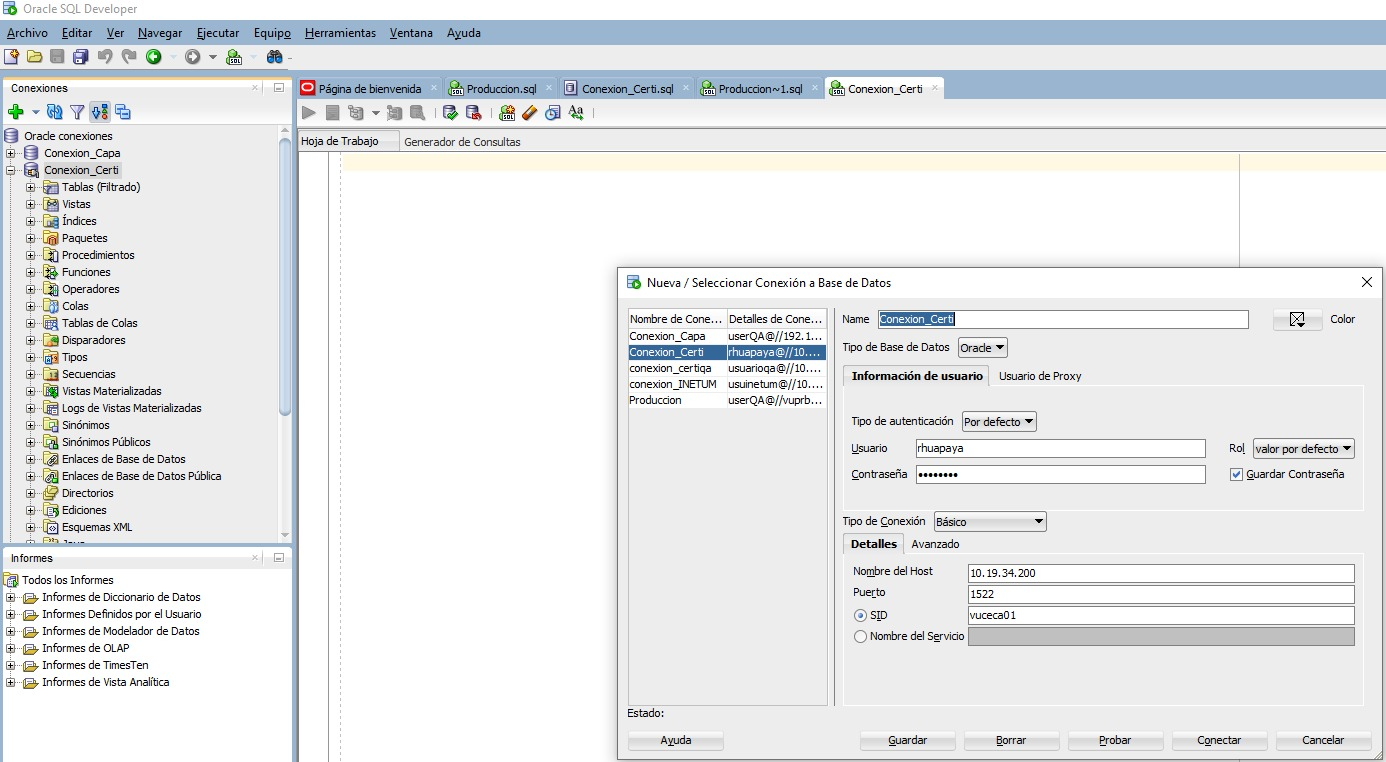 Oracle SQL Developer
Archivo Editar Ver Navegar Ejecutar Equipo Herramientas Ventana Ayuda
Conexiones
Oracle conexiones
Conexion_Capa
Conexion_Certi
Tablas (Filtrado)
Vistas
Índices
Paquetes
Procedimientos
Funciones
Operadores
Colas
Tablas de Colas
Disparadores
Tipos
Secuencias
Vistas Materializadas
Logs de Vistas Materializadas
Sinónimos
Sinónimos Públicos
Enlaces de Base de Datos
Enlaces de Base de Datos Pública
Directorios
Ediciones
Esquemas XML
Informes
Todos los Informes
Informes de Diccionario de Datos
Informes Definidos por el Usuario
Informes de Modelador de Datos
Informes de OLAP
Informes de TimesTen
Informes de Vista Analítica
Página de bienvenida Produccion.sql Conexion_Certi.sql Produccion~1.sql Conexion_Certi
Hoja de Trabajo Generador de Consultas
Nueva / Seleccionar Conexión a Base de Datos
Nombre de Cone... Detalles de Cone...
Conexion_Capa userQA@//192.1...
Conexion_Certi rhuapaya@//10....
conexion_certiqa usuarioqa@//10....
conexion_INETUM usuinetum@//10....
Produccion userQA@//vuprb...
Name Conexion_Certi Color
Tipo de Base de Datos Oracle
Información de usuario Usuario de Proxy
Tipo de autenticación Por defecto
Usuario rhuapaya Rol valor por defecto
Contraseña •••••••• Guardar Contraseña
Tipo de Conexión Básico
Detalles Avanzado
Nombre del Host 10.19.34.200
Puerto 1522
SID vuceca01
Nombre del Servicio
Estado:
Ayuda Guardar Borrar Probar Conectar Cancelar